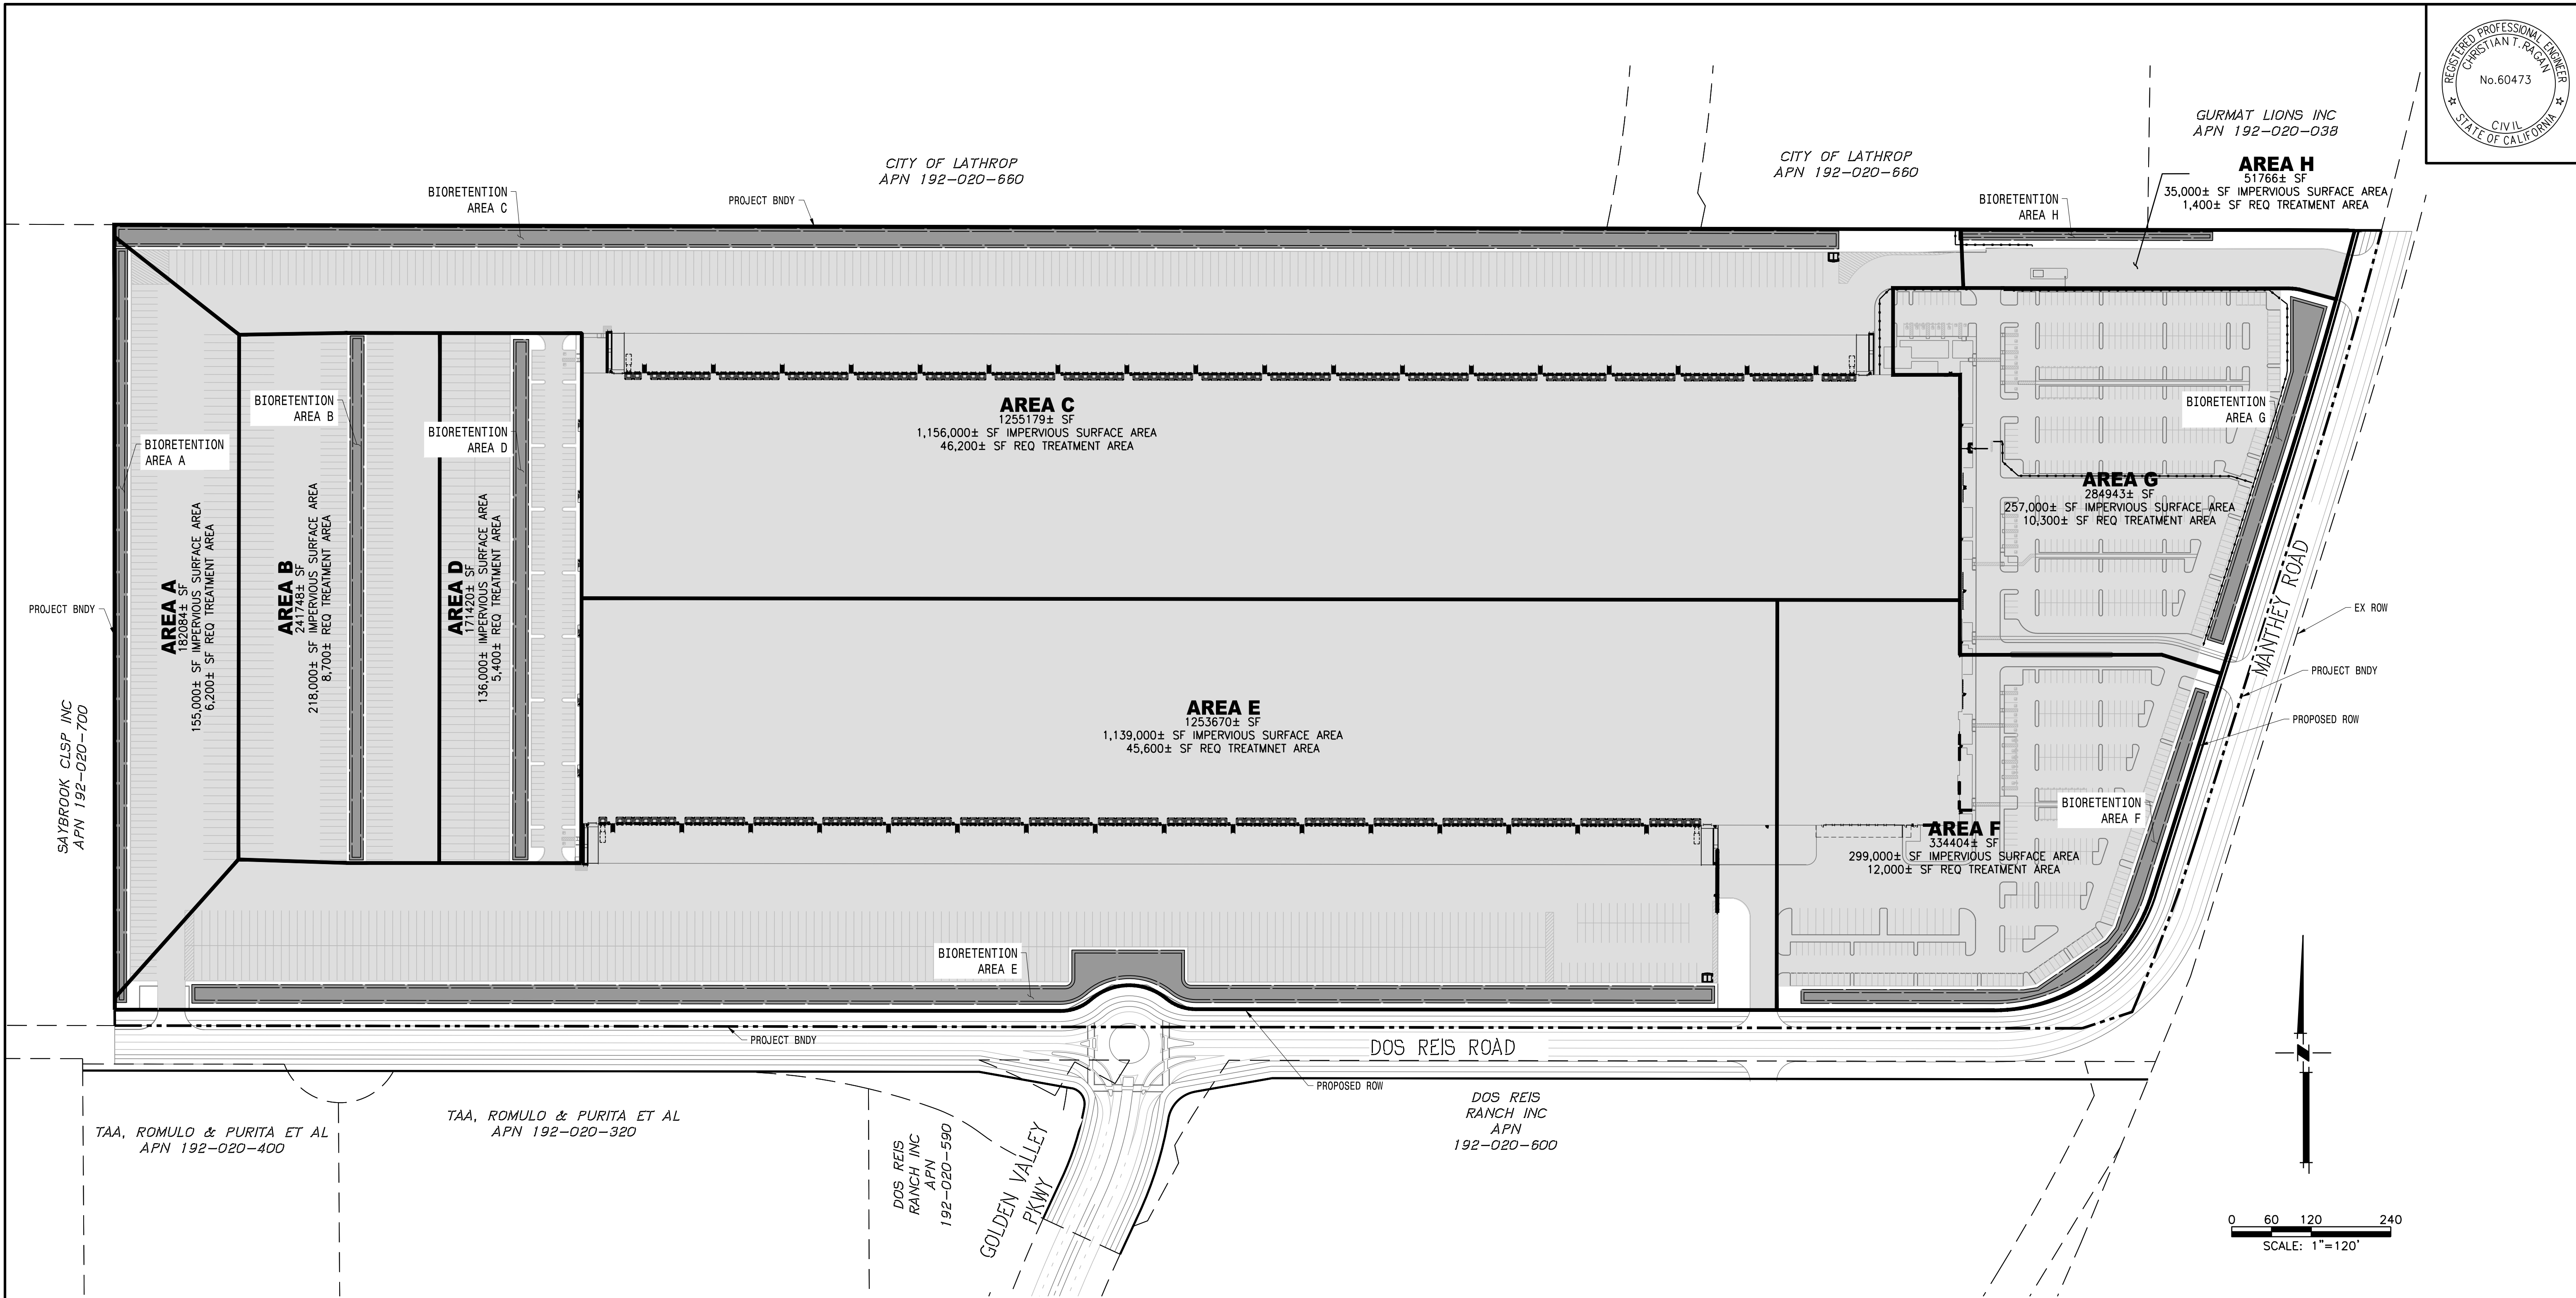 REGISTERED PROFESSIONAL ENGINEER
CHRISTIAN T. RAGAN
No.60473
CIVIL
STATE OF CALIFORNIA
GURMAT LIONS INC
APN 192-020-038
CITY OF LATHROP
APN 192-020-660
CITY OF LATHROP
APN 192-020-660
AREA H
51766± SF
35,000± SF IMPERVIOUS SURFACE AREA
1,400± SF REQ TREATMENT AREA
BIORETENTION
AREA C
PROJECT BNDY
BIORETENTION
AREA H
BIORETENTION
AREA B
BIORETENTION
AREA D
BIORETENTION
AREA A
AREA C
1255179± SF
1,156,000± SF IMPERVIOUS SURFACE AREA
46,200± SF REQ TREATMENT AREA
BIORETENTION
AREA G
AREA G
284943± SF
257,000± SF IMPERVIOUS SURFACE AREA
10,300± SF REQ TREATMENT AREA
AREA A
182084± SF
155,000± SF IMPERVIOUS SURFACE AREA
6,200± SF REQ TREATMENT AREA
AREA B
241748± SF
218,000± SF IMPERVIOUS SURFACE AREA
8,700± REQ TREATMENT AREA
AREA D
171420± SF
136,000± IMPERVIOUS SURFACE AREA
5,400± REQ TREATMENT AREA
PROJECT BNDY
SAYBROOK CLSP INC
APN 192-020-700
MANTHEY ROAD
EX ROW
PROJECT BNDY
PROPOSED ROW
AREA E
1253670± SF
1,139,000± SF IMPERVIOUS SURFACE AREA
45,600± SF REQ TREATMNET AREA
BIORETENTION
AREA F
AREA F
334404± SF
299,000± SF IMPERVIOUS SURFACE AREA
12,000± SF REQ TREATMENT AREA
BIORETENTION
AREA E
PROJECT BNDY
DOS REIS ROAD
PROPOSED ROW
TAA, ROMULO & PURITA ET AL
APN 192-020-400
TAA, ROMULO & PURITA ET AL
APN 192-020-320
DOS REIS
RANCH INC
APN
192-020-590
GOLDEN VALLEY
PKWY
DOS REIS
RANCH INC
APN
192-020-600
0 60 120 240
SCALE: 1"=120'